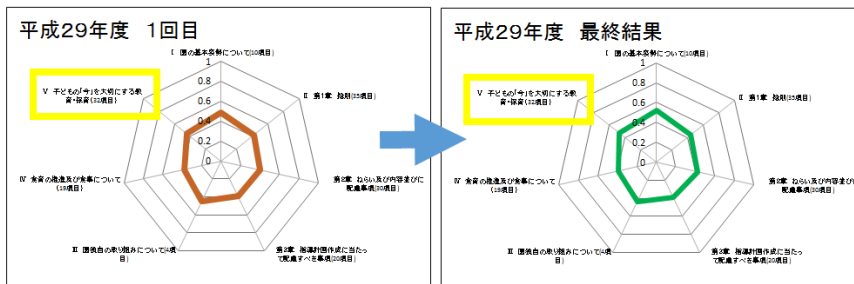 平成29年度 1回目
Ⅰ 園の基本姿勢について(10項目)
1
0.8
0.6
0.4
0.2
0
Ⅱ 第1章 総則(35項目)
第2章 ねらい及び内容並びに
配慮事項(30項目)
第3章 指導計画作成に当たっ
て配慮すべき事項(20項目)
Ⅲ 園独自の取り組みについて(4項
目)
Ⅳ 食育の推進及び食事について
(18項目)
Ⅴ 子どもの「今」を大切にする教
育・保育(32項目)
平成29年度 最終結果
Ⅰ 園の基本姿勢について(10項目)
1
0.8
0.6
0.4
0.2
0
Ⅱ 第1章 総則(35項目)
第2章 ねらい及び内容並びに
配慮事項(30項目)
第3章 指導計画作成に当たっ
て配慮すべき事項(20項目)
Ⅲ 園独自の取り組みについて(4項
目)
Ⅳ 食育の推進及び食事について
(18項目)
Ⅴ 子どもの「今」を大切にする教
育・保育(32項目)